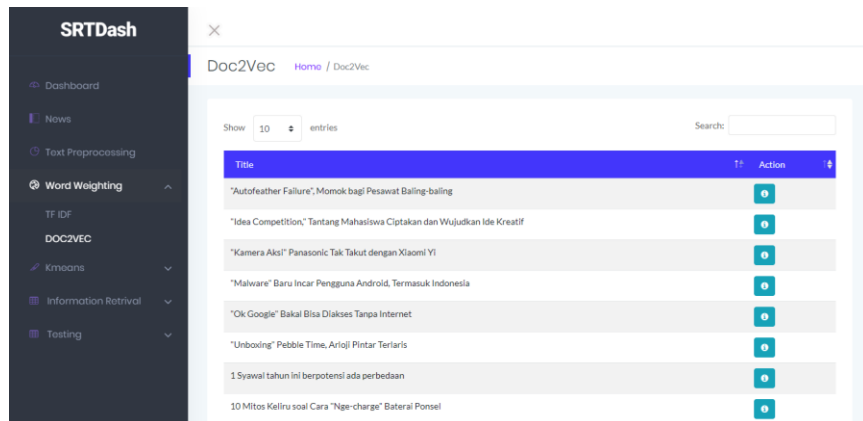 SRTDash
Doc2Vec Home / Doc2Vec
Dashboard
News
Text Preprocessing
Word Weighting
TF IDF
DOC2VEC
Kmeans
Information Retrival
Testing
Show 10 entries Search:
Title Action
"Autofeather Failure", Momok bagi Pesawat Baling-baling
"Idea Competition," Tantang Mahasiswa Ciptakan dan Wujudkan Ide Kreatif
"Kamera Aksi" Panasonic Tak Takut dengan Xiaomi Yi
"Malware" Baru Incar Pengguna Android, Termasuk Indonesia
"Ok Google" Bakal Bisa Diakses Tanpa Internet
"Unboxing" Pebble Time, Arloji Pintar Terlaris
1 Syawal tahun ini berpotensi ada perbedaan
10 Mitos Keliru soal Cara "Nge-charge" Baterai Ponsel